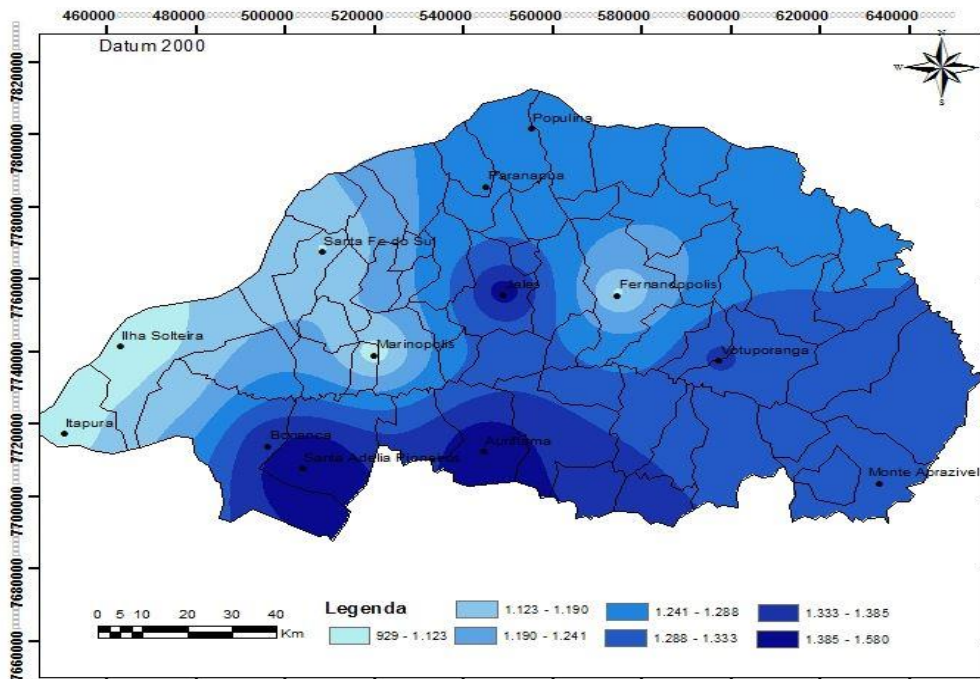 460000 480000 500000 520000 540000 560000 580000 600000 620000 640000
Datum 2000
N
W E
S
7820000
7800000
7780000
7760000
7740000
7720000
7700000
7680000
7660000
Populina
Paranapua
Santa Fe do Sul
Jales
Fernandopolis
Ilha Solteira
Marinopolis
Votuporanga
Itapura
Bonanca
Auriflama
Santa Adelia Pioneiros
Monte Aprazivel
0 5 10 20 30 40
Km
Legenda
929 - 1.123
1.123 - 1.190
1.190 - 1.241
1.241 - 1.288
1.288 - 1.333
1.333 - 1.385
1.385 - 1.580